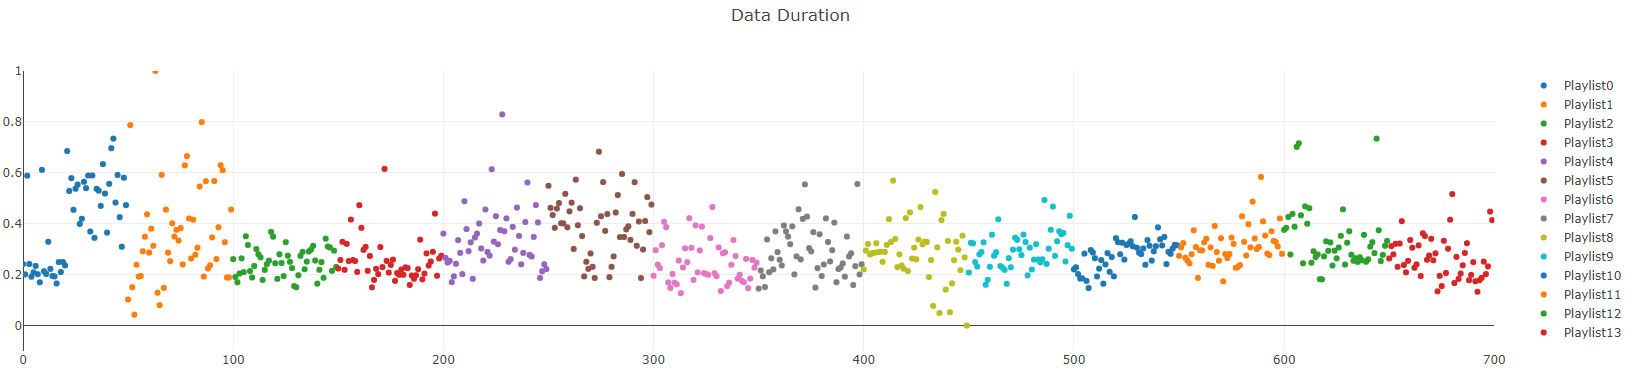 Data Duration
1
0.8
0.6
0.4
0.2
0
0 100 200 300 400 500 600 700
Playlist0
Playlist1
Playlist2
Playlist3
Playlist4
Playlist5
Playlist6
Playlist7
Playlist8
Playlist9
Playlist10
Playlist11
Playlist12
Playlist13